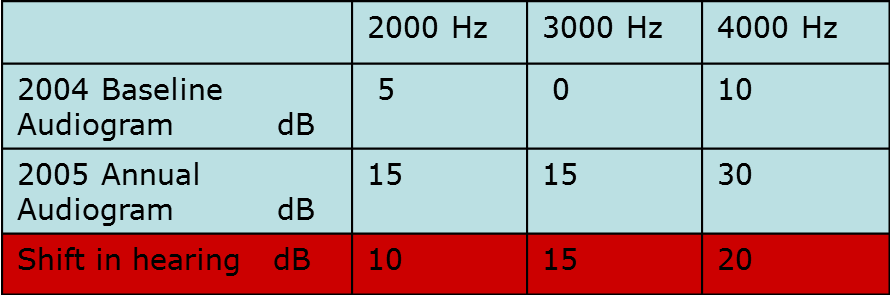 2000 Hz 3000 Hz 4000 Hz
2004 Baseline
Audiogram dB 5 0 10
2005 Annual
Audiogram dB 15 15 30
Shift in hearing dB 10 15 20